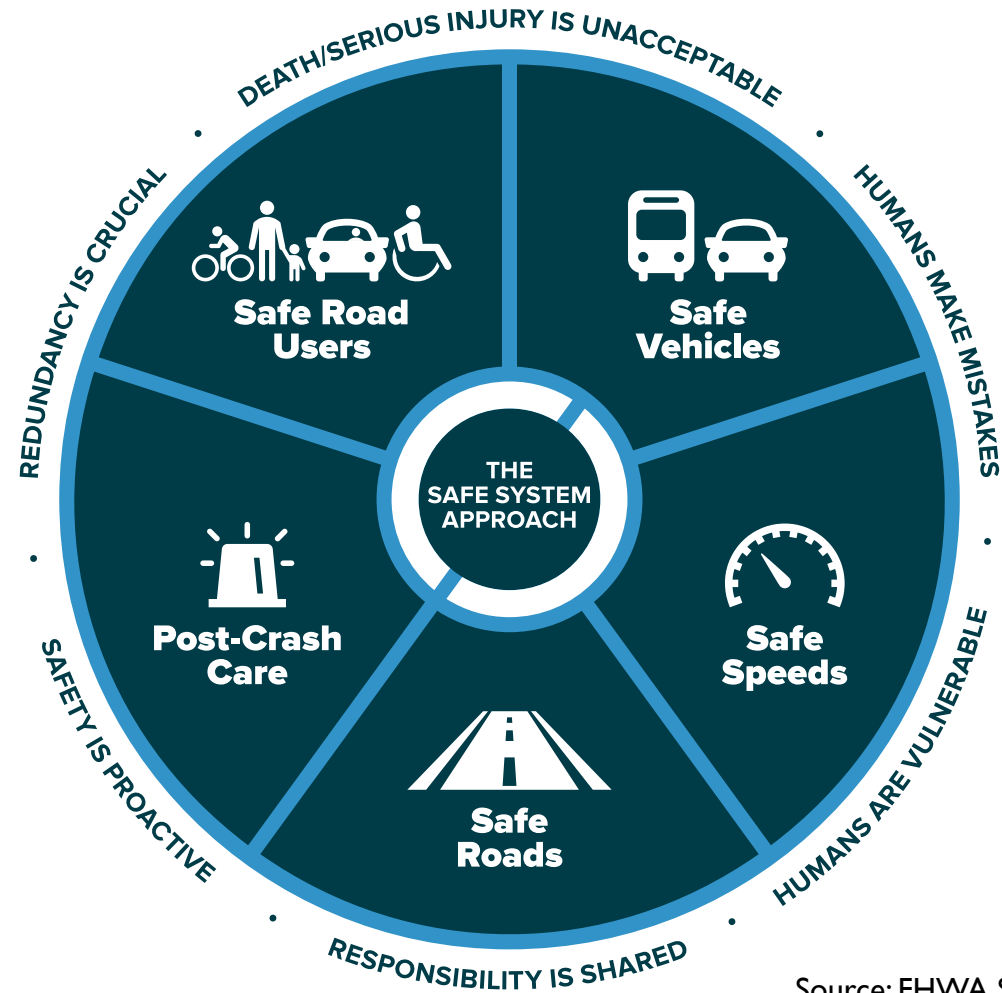 DEATH/SERIOUS INJURY IS UNACCEPTABLE
HUMANS MAKE MISTAKES
HUMANS ARE VULNERABLE
RESPONSIBILITY IS SHARED
SAFETY IS PROACTIVE
REDUNDANCY IS CRUCIAL
Safe Road
Users
Safe
Vehicles
Safe
Speeds
Safe
Roads
Post-Crash
Care
THE
SAFE SYSTEM
APPROACH
Source: FHWA